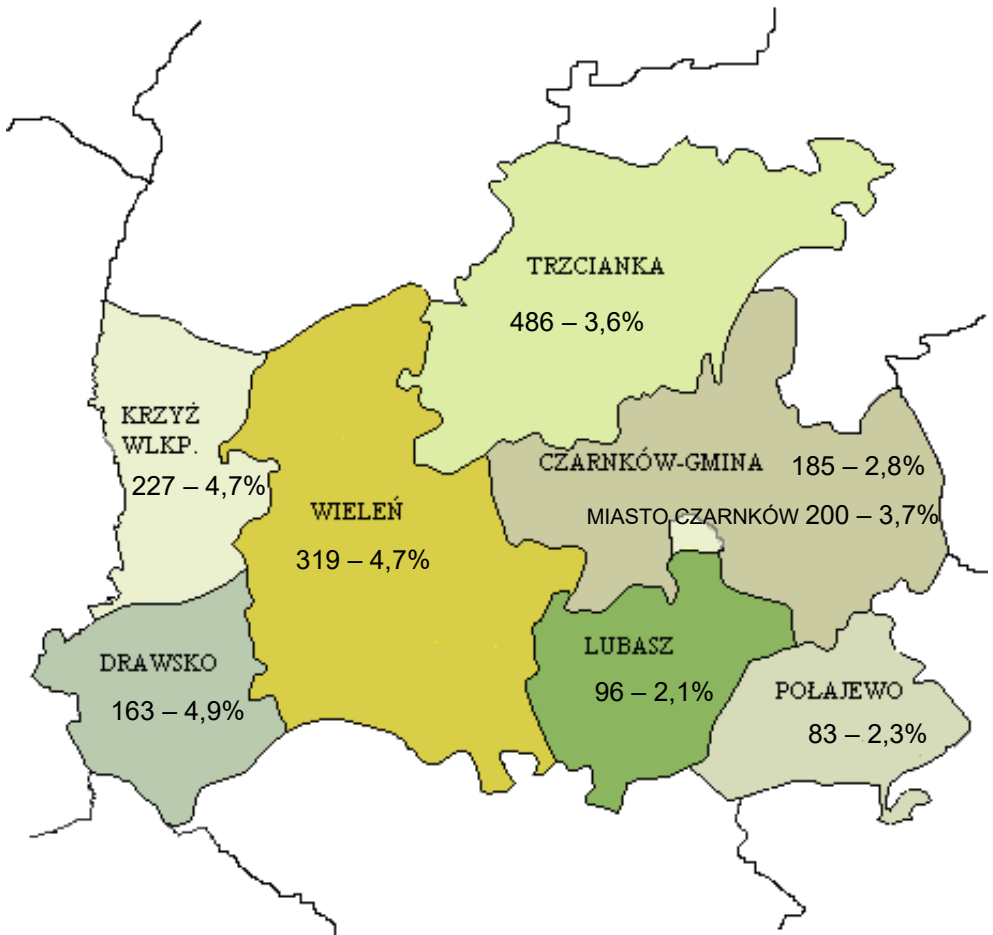 TRZCIANKA
486 – 3,6%
KRZYŻ
WLKP.
227 – 4,7%
CZARNKÓW-GMINA 185 – 2,8%
MIASTO CZARNKÓW 200 – 3,7%
WIELEŃ
319 – 4,7%
DRAWSKO
163 – 4,9%
LUBASZ
96 – 2,1%
POŁAJEWO
83 – 2,3%